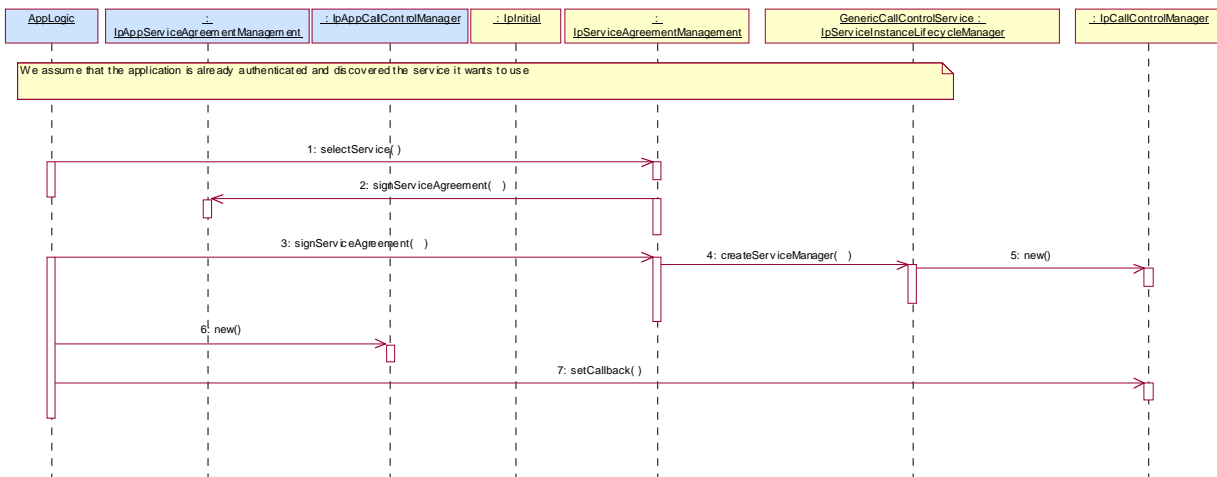 AppLogic
:
IpAppServiceAgreementManagement
: IpAppCallControlManager
: IpInitial
:
IpServiceAgreementManagement
GenericCallControlService :
IpServiceInstanceLifecycleManager
: IpCallControlManager
We assume that the application is already authenticated and discovered the service it wants to use
1: selectService( )
2: signServiceAgreement( )
3: signServiceAgreement( )
4: createServiceManager( )
5: new()
6: new()
7: setCallback( )